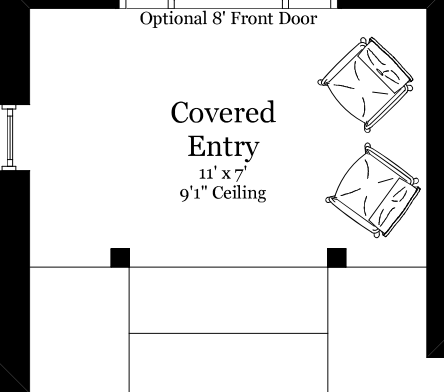 Optional 8' Front Door
Covered
Entry
11' x 7'
9'1" Ceiling